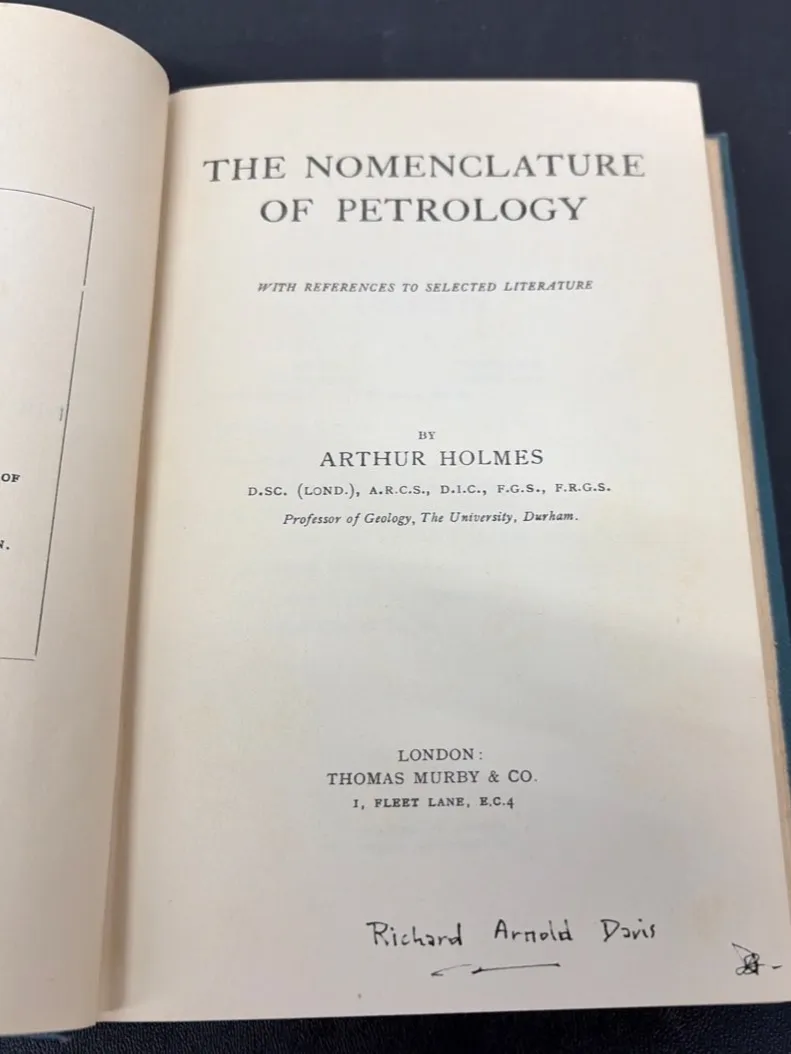 OF
N.
THE NOMENCLATURE
OF PETROLOGY
WITH REFERENCES TO SELECTED LITERATURE
BY
ARTHUR HOLMES
D.SC. (LOND.), A.R.C.S., D.I.C., F.G.S., F.R.G.S.
Professor of Geology, The University, Durham.
LONDON:
THOMAS MURBY & CO.
1, FLEET LANE, E.C.4
Richard Arnold Davis